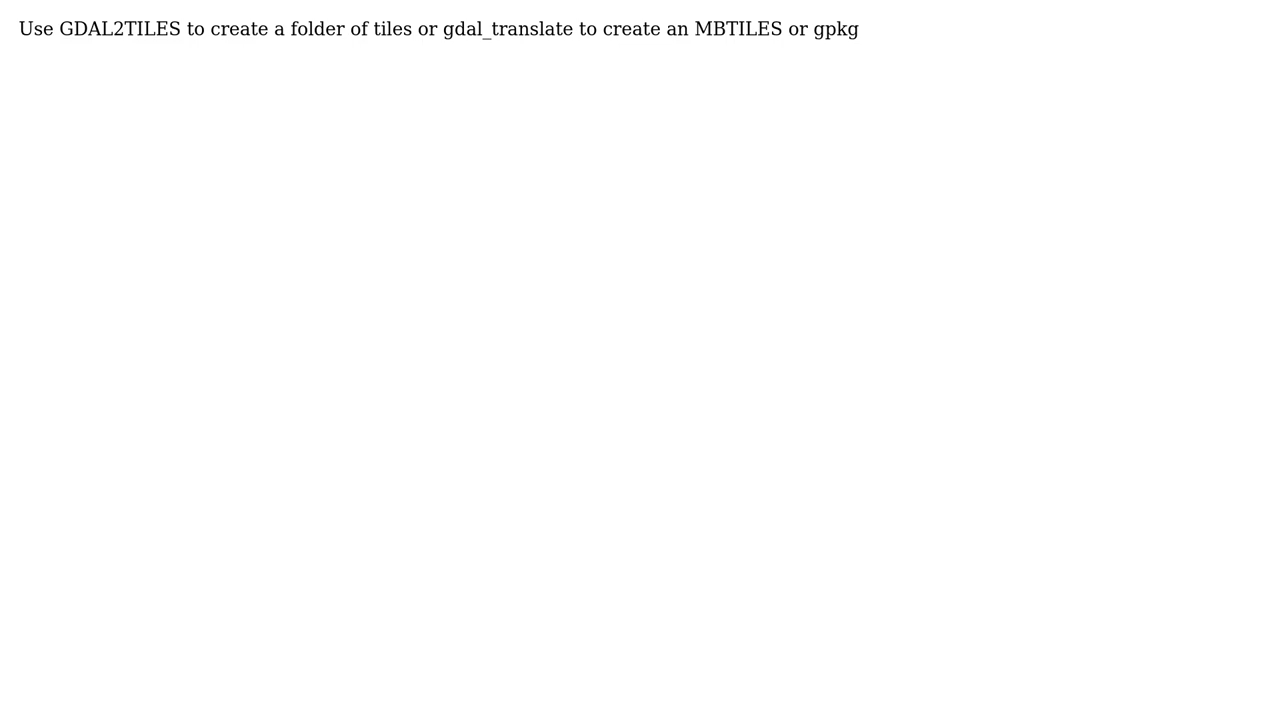 Use GDAL2TILES to create a folder of tiles or gdal_translate to create an MBTILES or gpkg